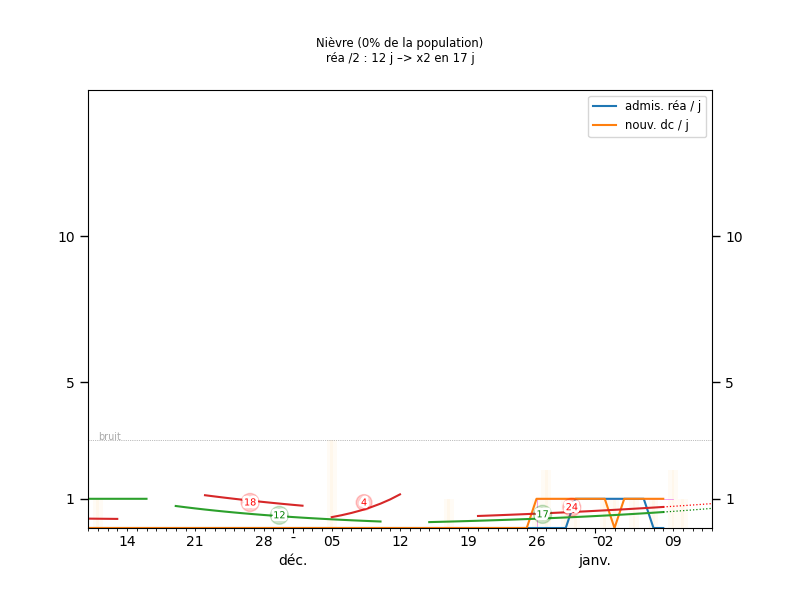 Nièvre (0% de la population)
réa /2 : 12 j –> x2 en 17 j
admis. réa / j
nouv. dc / j
10
10
5
5
bruit
1
1
18
4
12
24
17
14
21
28
05
12
19
26
02
09
déc.
janv.